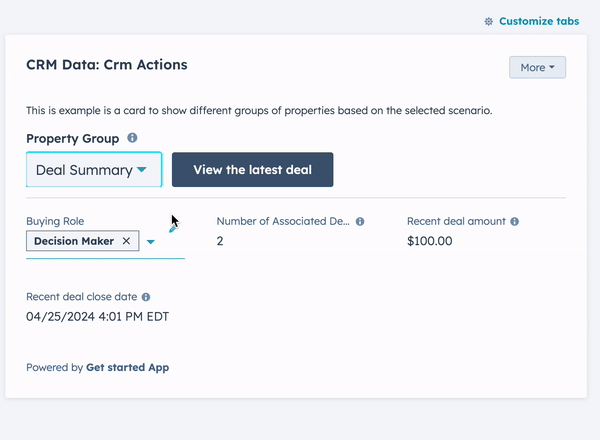 Customize tabs
CRM Data: Crm Actions
More
This is example is a card to show different groups of properties based on the selected scenario.
Property Group
Deal Summary
View the latest deal
Buying Role
Number of Associated De...
Recent deal amount
Decision Maker
2
$100.00
Recent deal close date
04/25/2024 4:01 PM EDT
Powered by Get started App